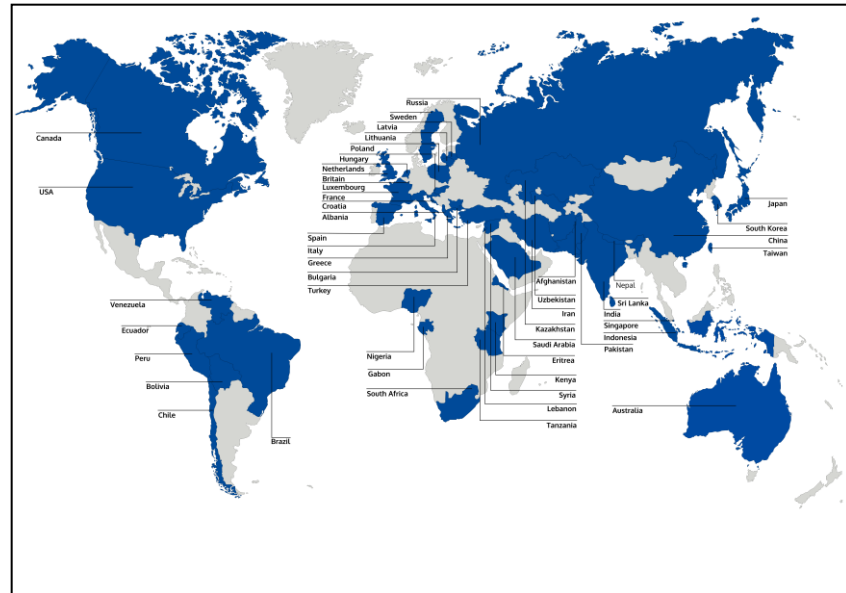 Canada
USA
Venezuela
Ecuador
Peru
Bolivia
Chile
Brazil
Russia
Sweden
Latvia
Lithuania
Poland
Hungary
Netherlands
Britain
Luxembourg
France
Croatia
Albania
Spain
Italy
Greece
Bulgaria
Turkey
Nigeria
Gabon
South Africa
Afghanistan
Uzbekistan
Iran
Kazakhstan
Saudi Arabia
Eritrea
Kenya
Syria
Lebanon
Tanzania
Nepal
Sri Lanka
India
Singapore
Indonesia
Pakistan
Japan
South Korea
China
Taiwan
Australia